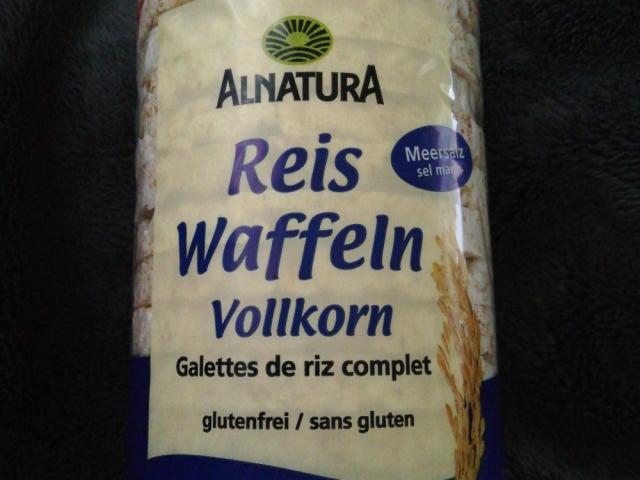 ALNATURA
Reis
Meersalz
sel marin
Waffeln
Vollkorn
Galettes de riz complet
glutenfrei / sans gluten